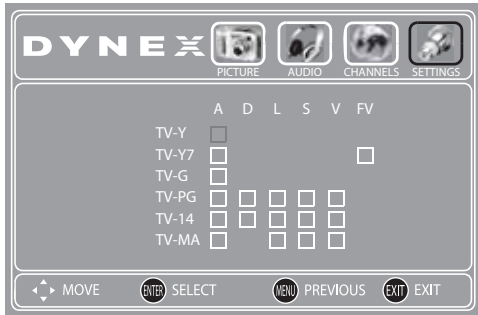 DYNEX
PICTURE AUDIO CHANNELS SETTINGS
A D L S V FV
TV-Y
TV-Y7
TV-G
TV-PG
TV-14
TV-MA
MOVE ENTER SELECT MENU PREVIOUS EXIT EXIT